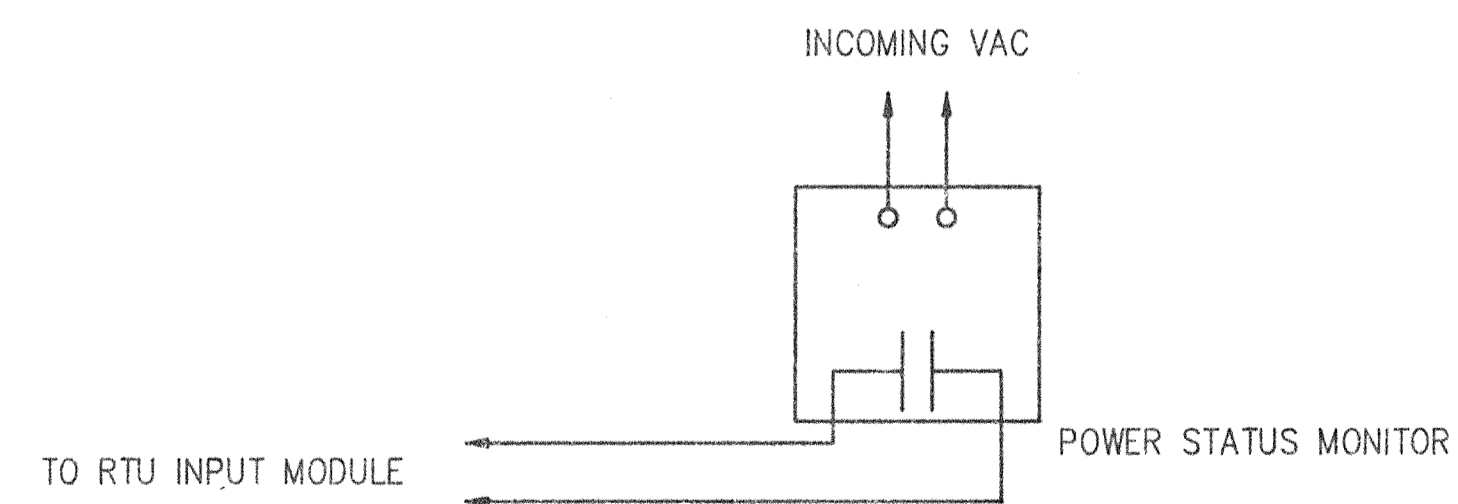 INCOMING VAC
POWER STATUS MONITOR
TO RTU INPUT MODULE